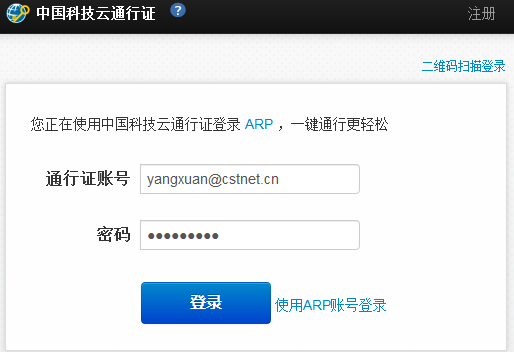 中国科技云通行证 ? 注册
二维码扫描登录
您正在使用中国科技云通行证登录 ARP ，一键通行更轻松
通行证账号 yangxuan@cstnet.cn
密码 ●●●●●●●●●
登录 使用ARP账号登录